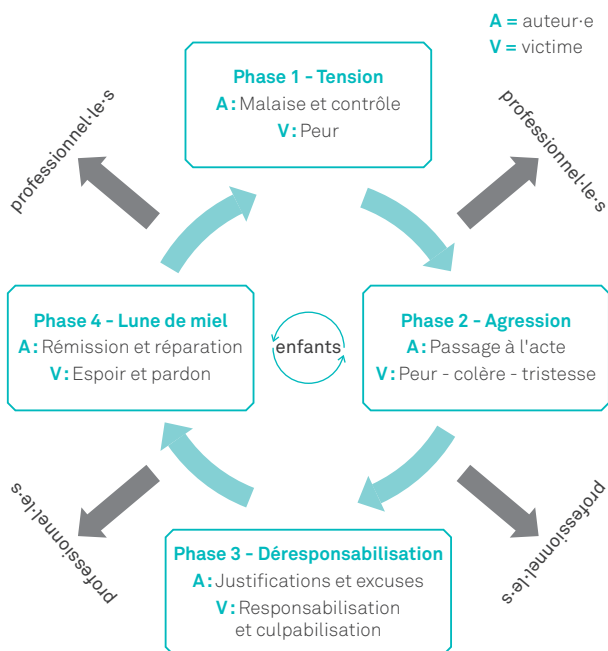 A = auteur·e
V = victime
Phase 1 - Tension
A : Malaise et contrôle
V : Peur
professionnel·le·s
professionnel·le·s
Phase 4 - Lune de miel
A : Rémission et réparation
V : Espoir et pardon
enfants
Phase 2 - Agression
A : Passage à l'acte
V : Peur - colère - tristesse
professionnel·le·s
professionnel·le·s
Phase 3 - Déresponsabilisation
A : Justifications et excuses
V : Responsabilisation
et culpabilisation